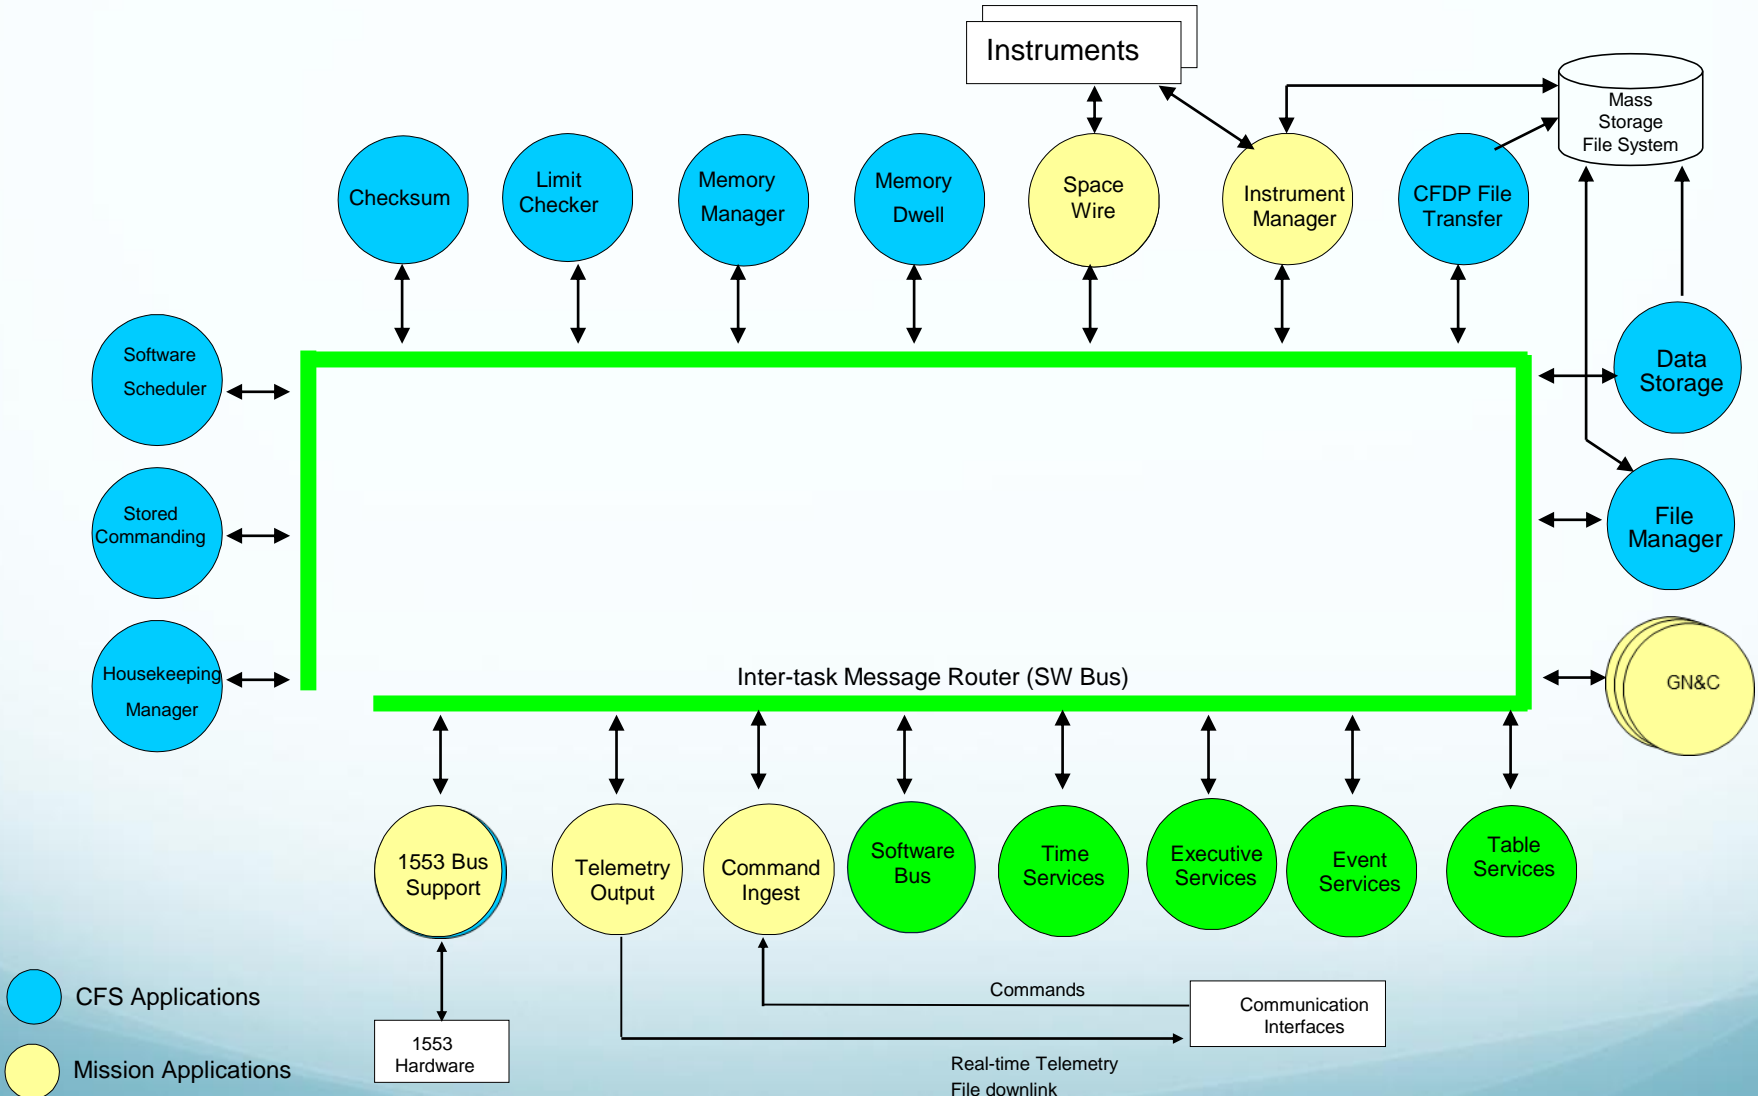 Instruments
Mass
Storage
File System
Checksum
Limit
Checker
Memory
Manager
Memory
Dwell
Space
Wire
Instrument
Manager
CFDP File
Transfer
Software
Scheduler
Data
Storage
Stored
Commanding
File
Manager
Housekeeping
Manager
Inter-task Message Router (SW Bus)
GN&C
1553 Bus
Support
Telemetry
Output
Command
Ingest
Software
Bus
Time
Services
Executive
Services
Event
Services
Table
Services
CFS Applications
Commands
Communication
Interfaces
1553
Hardware
Mission Applications
Real-time Telemetry
File downlink